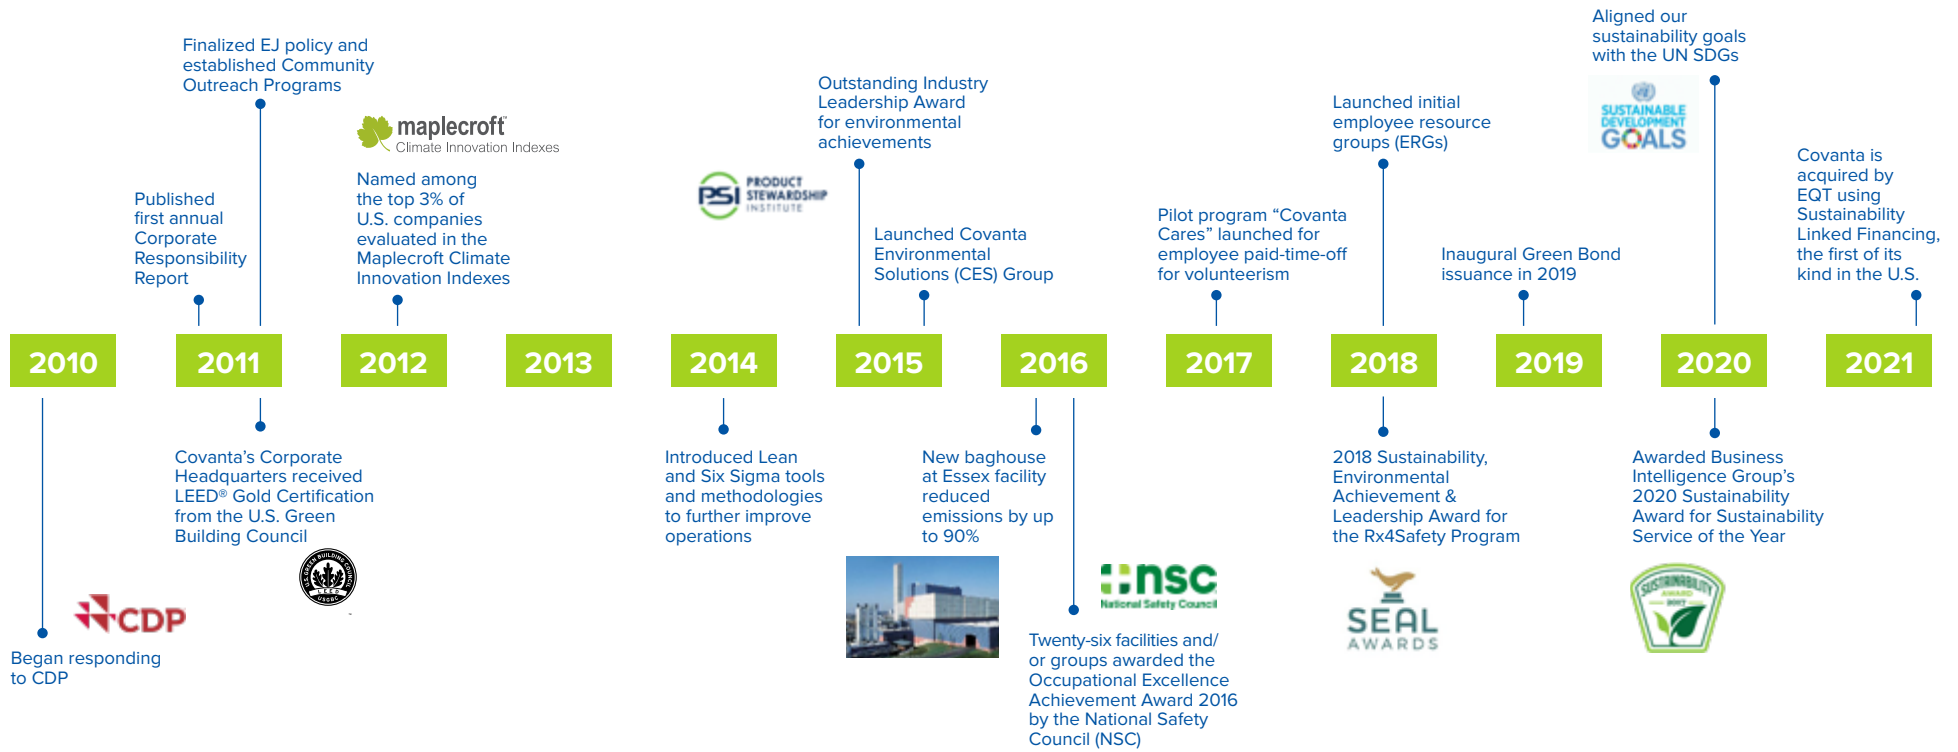 Finalized EJ policy and
established Community
Outreach Programs
maplecroft
Climate Innovation Indexes
Published
first annual
Corporate
Responsibility
Report
Named among
the top 3% of
U.S. companies
evaluated in the
Maplecroft Climate
Innovation Indexes
PSI PRODUCT
STEWARDSHIP
INSTITUTE
Outstanding Industry
Leadership Award
for environmental
achievements
Launched Covanta
Environmental
Solutions (CES) Group
Pilot program “Covanta
Cares” launched for
employee paid-time-off
for volunteerism
Launched initial
employee resource
groups (ERGs)
Inaugural Green Bond
issuance in 2019
Aligned our
sustainability goals
with the UN SDGs
SUSTAINABLE
DEVELOPMENT
GOALS
Covanta is
acquired by
EQT using
Sustainability
Linked Financing,
the first of its
kind in the U.S.
2010 2011 2012 2013 2014 2015 2016 2017 2018 2019 2020 2021
CDP
Began responding
to CDP
Covanta’s Corporate
Headquarters received
LEED® Gold Certification
from the U.S. Green
Building Council
U.S. GREEN BUILDING COUNCIL
LEED
USGBC
Introduced Lean
and Six Sigma tools
and methodologies
to further improve
operations
New baghouse
at Essex facility
reduced
emissions by up
to 90%
nsc
National Safety Council
Twenty-six facilities and/
or groups awarded the
Occupational Excellence
Achievement Award 2016
by the National Safety
Council (NSC)
2018 Sustainability,
Environmental
Achievement &
Leadership Award for
the Rx4Safety Program
SEAL
AWARDS
Awarded Business
Intelligence Group’s
2020 Sustainability
Award for Sustainability
Service of the Year
SUSTAINABILITY
AWARD
2017